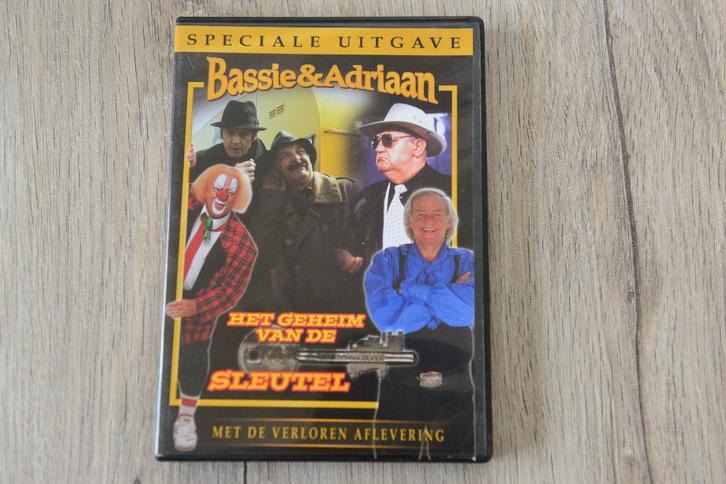 SPECIALE UITGAVE
Bassie&Adriaan
HET GEHEIM
VAN DE
SLEUTEL
MET DE VERLOREN AFLEVERING